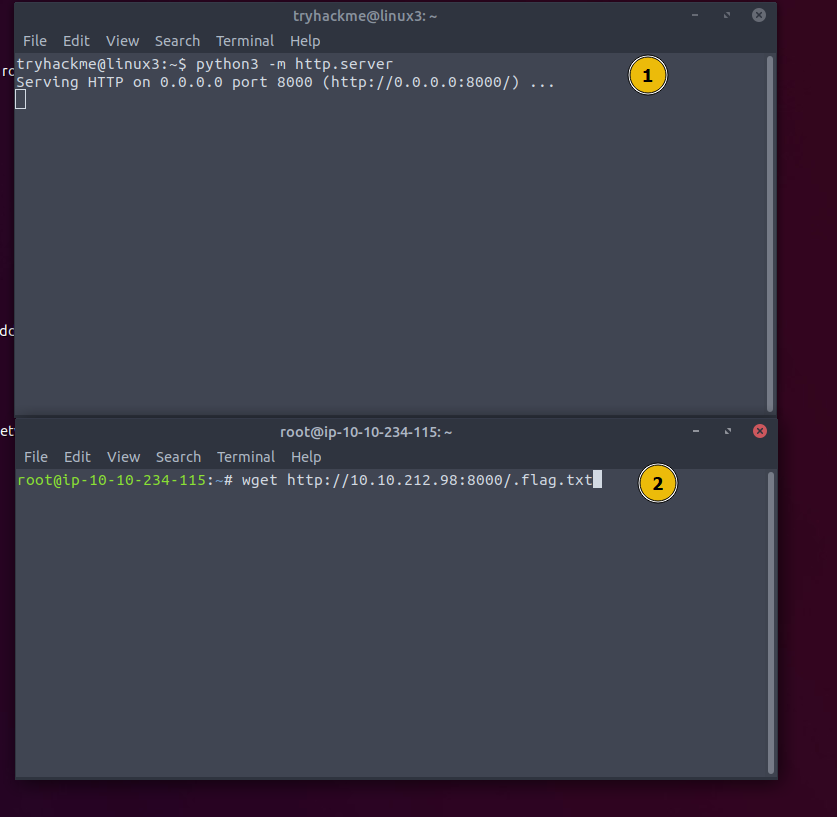 tryhackme@linux3: ~
File Edit View Search Terminal Help
tryhackme@linux3:~$ python3 -m http.server
Serving HTTP on 0.0.0.0 port 8000 (http://0.0.0.0:8000/) ...
1
ro
dc
et
root@ip-10-10-234-115: ~
File Edit View Search Terminal Help
root@ip-10-10-234-115:~# wget http://10.10.212.98:8000/.flag.txt
2